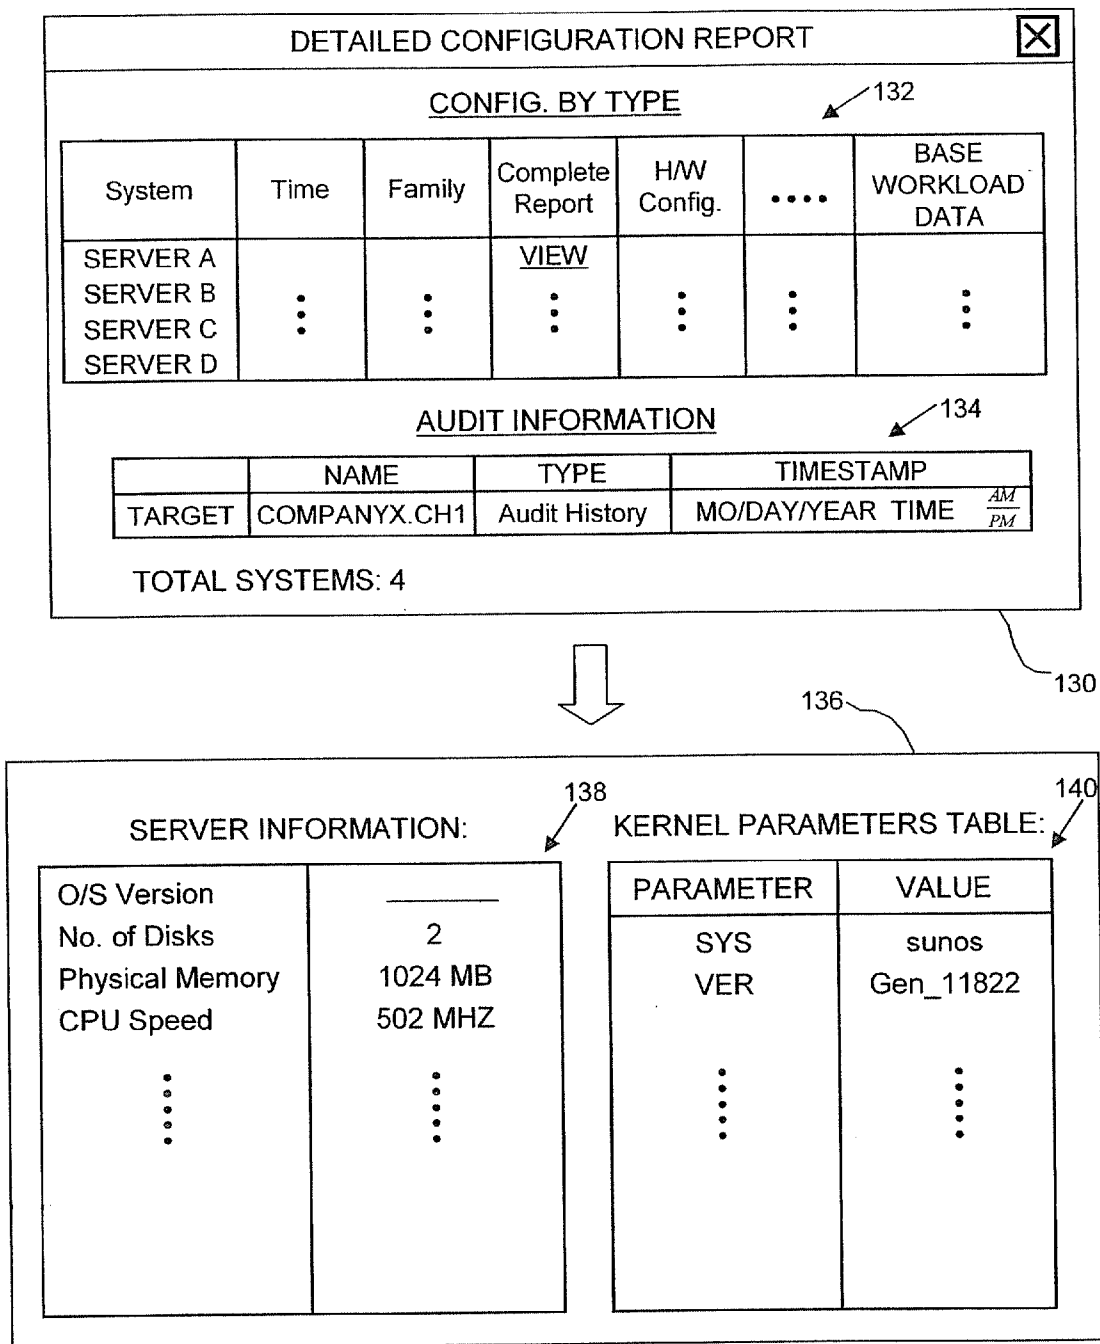 DETAILED CONFIGURATION REPORT
CONFIG. BY TYPE
132
System Time Family Complete Report H/W Config. •••• BASE WORKLOAD DATA
SERVER A VIEW
SERVER B
SERVER C
SERVER D
AUDIT INFORMATION
134
NAME TYPE TIMESTAMP
TARGET COMPANYX.CH1 Audit History MO/DAY/YEAR TIME AM/PM
TOTAL SYSTEMS: 4
130
136
138
140
SERVER INFORMATION:
KERNEL PARAMETERS TABLE:
O/S Version
No. of Disks 2
Physical Memory 1024 MB
CPU Speed 502 MHZ
PARAMETER VALUE
SYS sunos
VER Gen_11822